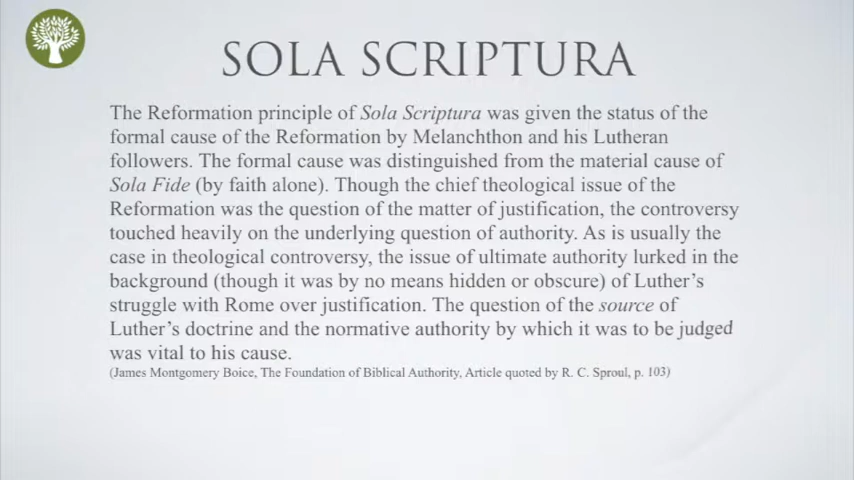 SOLA SCRIPTURA
The Reformation principle of Sola Scriptura was given the status of the
formal cause of the Reformation by Melanchthon and his Lutheran
followers. The formal cause was distinguished from the material cause of
Sola Fide (by faith alone). Though the chief theological issue of the
Reformation was the question of the matter of justification, the controversy
touched heavily on the underlying question of authority. As is usually the
case in theological controversy, the issue of ultimate authority lurked in the
background (though it was by no means hidden or obscure) of Luther's
struggle with Rome over justification. The question of the source of
Luther's doctrine and the normative authority by which it was to be judged
was vital to his cause.
(James Montgomery Boice, The Foundation of Biblical Authority, Article quoted by R. C. Sproul, p. 103)